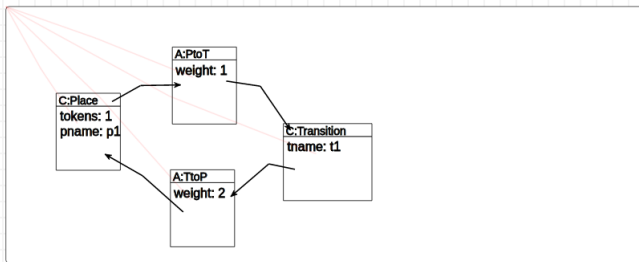 A:PtoT
weight: 1
C:Place
tokens: 1
pname: p1
C:Transition
tname: t1
A:TtoP
weight: 2